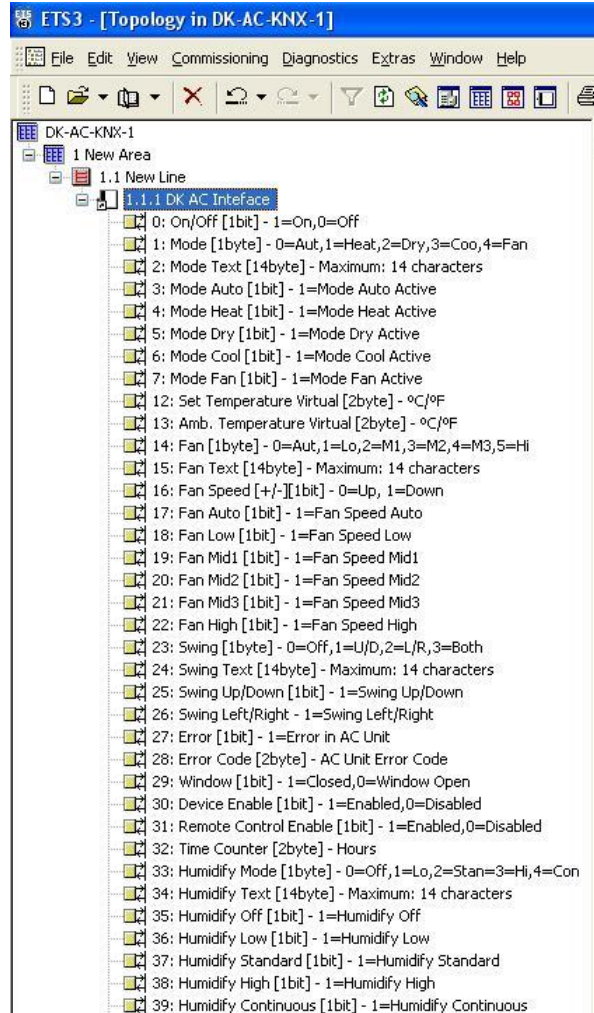 ETS3 - [Topology in DK-AC-KNX-1]
File Edit View Commissioning Diagnostics Extras Window Help
DK-AC-KNX-1
1 New Area
1.1 New Line
1.1.1 DK AC Inteface
0: On/Off [1bit] - 1=On,0=Off
1: Mode [1byte] - 0=Aut,1=Heat,2=Dry,3=Coo,4=Fan
2: Mode Text [14byte] - Maximum: 14 characters
3: Mode Auto [1bit] - 1=Mode Auto Active
4: Mode Heat [1bit] - 1=Mode Heat Active
5: Mode Dry [1bit] - 1=Mode Dry Active
6: Mode Cool [1bit] - 1=Mode Cool Active
7: Mode Fan [1bit] - 1=Mode Fan Active
12: Set Temperature Virtual [2byte] - ºC/ºF
13: Amb. Temperature Virtual [2byte] - ºC/ºF
14: Fan [1byte] - 0=Aut,1=Lo,2=M1,3=M2,4=M3,5=Hi
15: Fan Text [14byte] - Maximum: 14 characters
16: Fan Speed [+/-][1bit] - 0=Up, 1=Down
17: Fan Auto [1bit] - 1=Fan Speed Auto
18: Fan Low [1bit] - 1=Fan Speed Low
19: Fan Mid1 [1bit] - 1=Fan Speed Mid1
20: Fan Mid2 [1bit] - 1=Fan Speed Mid2
21: Fan Mid3 [1bit] - 1=Fan Speed Mid3
22: Fan High [1bit] - 1=Fan Speed High
23: Swing [1byte] - 0=Off,1=U/D,2=L/R,3=Both
24: Swing Text [14byte] - Maximum: 14 characters
25: Swing Up/Down [1bit] - 1=Swing Up/Down
26: Swing Left/Right - 1=Swing Left/Right
27: Error [1bit] - 1=Error in AC Unit
28: Error Code [2byte] - AC Unit Error Code
29: Window [1bit] - 1=Closed,0=Window Open
30: Device Enable [1bit] - 1=Enabled,0=Disabled
31: Remote Control Enable [1bit] - 1=Enabled,0=Disabled
32: Time Counter [2byte] - Hours
33: Humidify Mode [1byte] - 0=Off,1=Lo,2=Stan=3=Hi,4=Con
34: Humidify Text [14byte] - Maximum: 14 characters
35: Humidify Off [1bit] - 1=Humidify Off
36: Humidify Low [1bit] - 1=Humidify Low
37: Humidify Standard [1bit] - 1=Humidify Standard
38: Humidify High [1bit] - 1=Humidify High
39: Humidify Continuous [1bit] - 1=Humidify Continuous